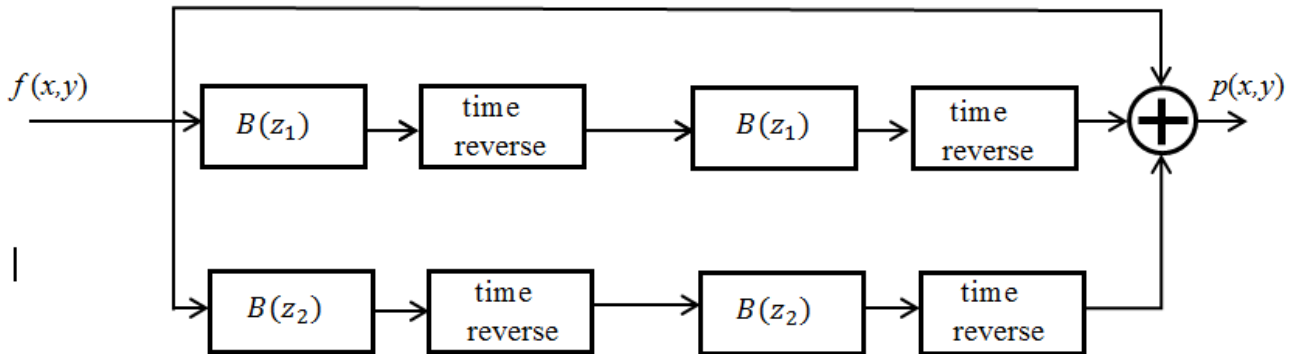 f(x,y)
B(z₁)
time
reverse
B(z₁)
time
reverse
p(x,y)
B(z₂)
time
reverse
B(z₂)
time
reverse